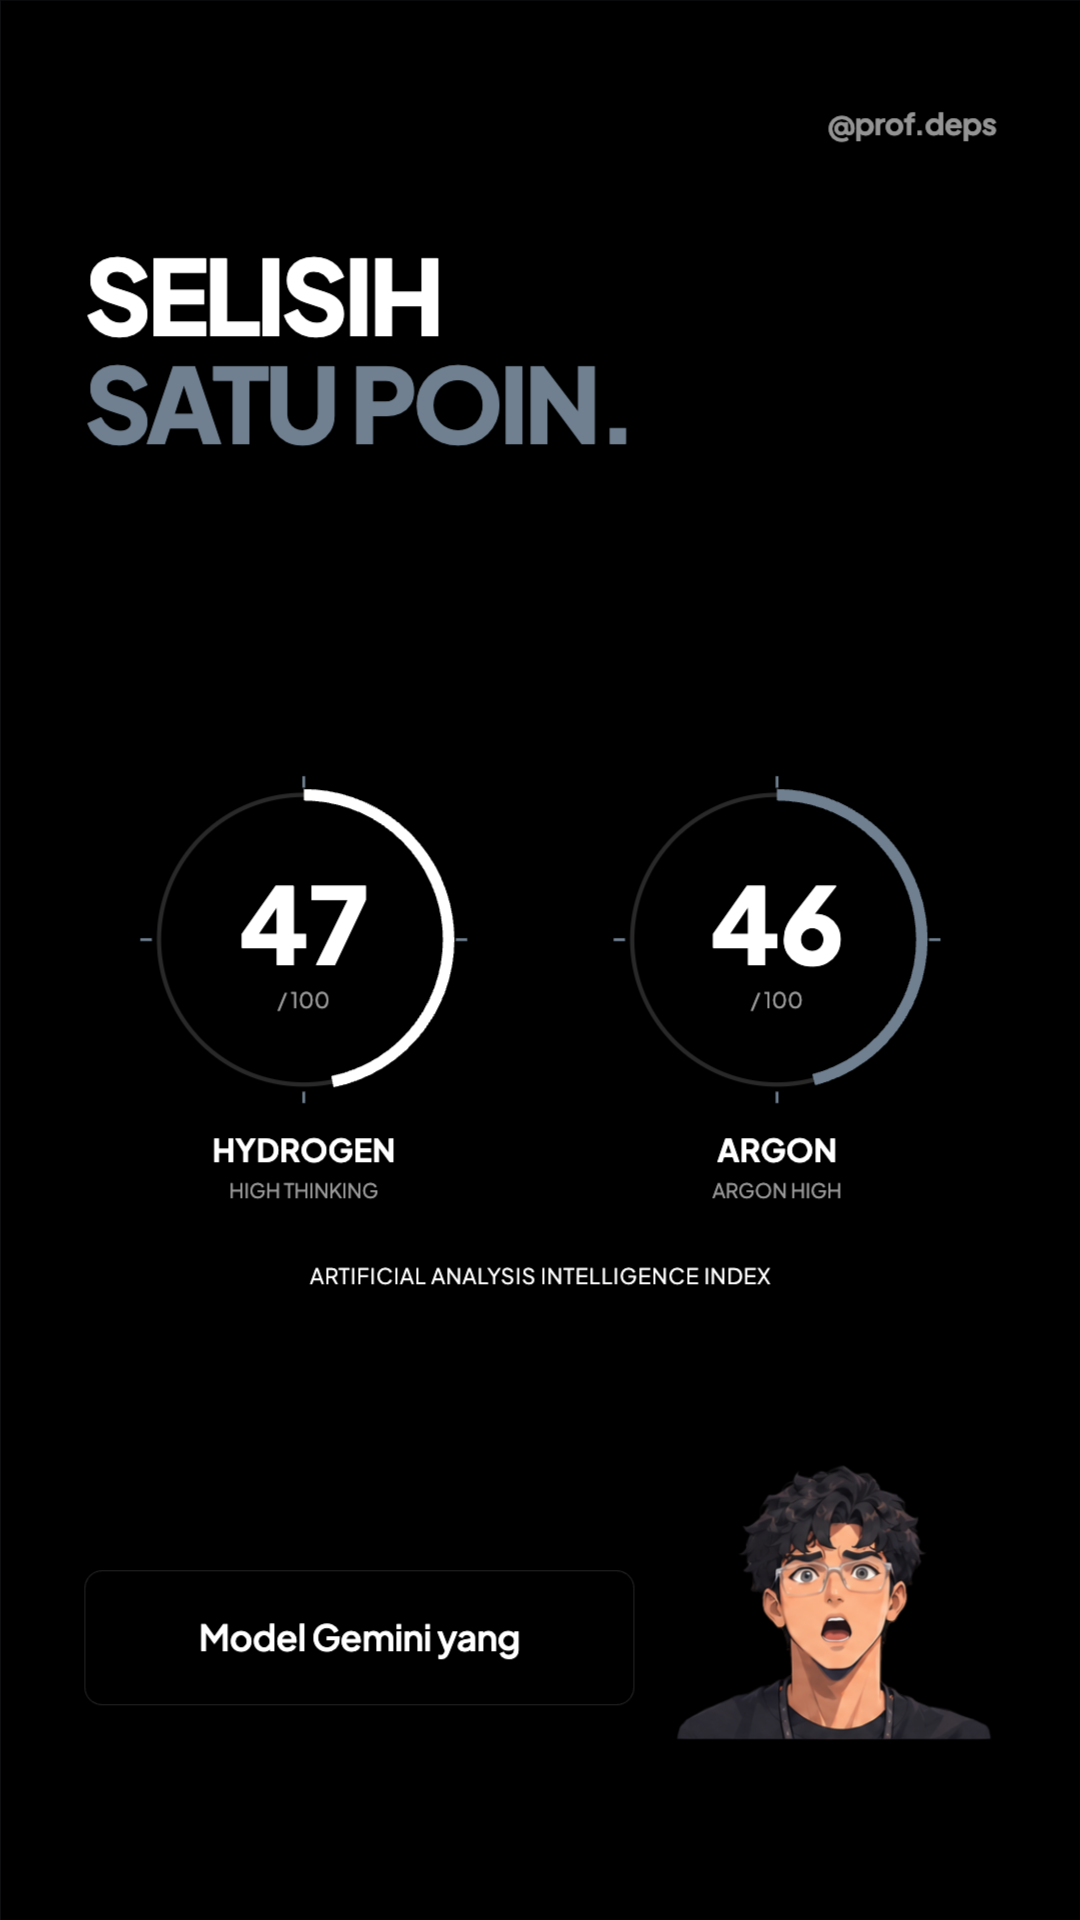 @prof.deps
SELISIH
SATU POIN.
47
/100
HYDROGEN
HIGH THINKING
46
/100
ARGON
ARGON HIGH
ARTIFICIAL ANALYSIS INTELLIGENCE INDEX
Model Gemini yang